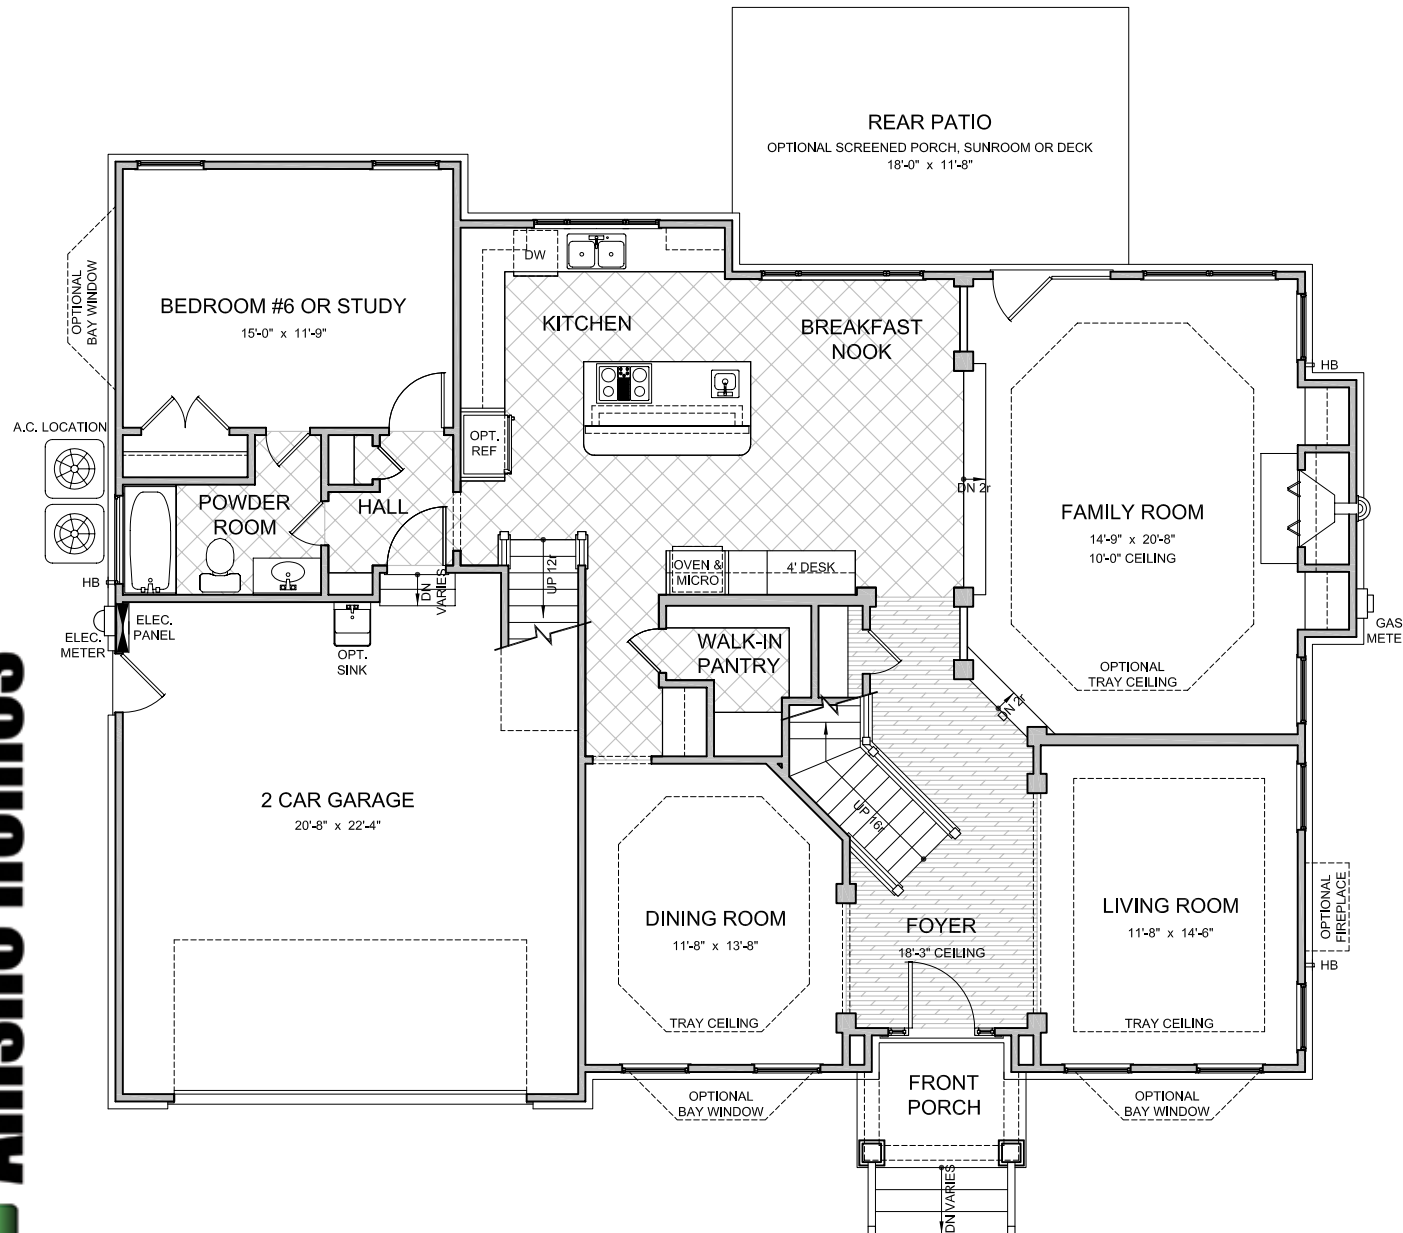 REAR PATIO
OPTIONAL SCREENED PORCH, SUNROOM OR DECK
18'-0" x 11'-8"
OPTIONAL
BAY WINDOW
BEDROOM #6 OR STUDY
15'-0" x 11'-9"
DW
KITCHEN
BREAKFAST
NOOK
HB
A.C. LOCATION
OPT.
REF
POWDER
ROOM
HALL
DN 2r
FAMILY ROOM
14'-9" x 20'-8"
10'-0" CEILING
HB
DN
VARIES
UP 12r
OVEN &
MICRO
4' DESK
ELEC.
METER
ELEC.
PANEL
OPT.
SINK
WALK-IN
PANTRY
GAS
METE
OPTIONAL
TRAY CEILING
DN 2r
2 CAR GARAGE
20'-8" x 22'-4"
UP 16r
DINING ROOM
11'-8" x 13'-8"
TRAY CEILING
FOYER
18'-3" CEILING
LIVING ROOM
11'-8" x 14'-6"
TRAY CEILING
OPTIONAL
FIREPLACE
HB
OPTIONAL
BAY WINDOW
FRONT
PORCH
OPTIONAL
BAY WINDOW
DN VARIES